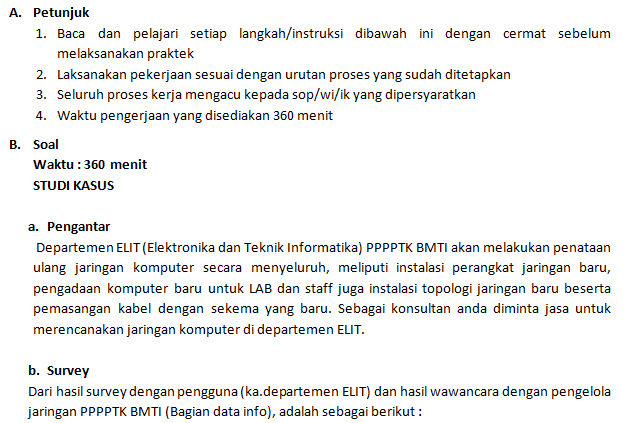 A. Petunjuk
1. Baca dan pelajari setiap langkah/instruksi dibawah ini dengan cermat sebelum
melaksanakan praktek
2. Laksanakan pekerjaan sesuai dengan urutan proses yang sudah ditetapkan
3. Seluruh proses kerja mengacu kepada sop/wi/ik yang dipersyaratkan
4. Waktu pengerjaan yang disediakan 360 menit
B. Soal
Waktu : 360 menit
STUDI KASUS
a. Pengantar
Departemen ELIT (Elektronika dan Teknik Informatika) PPPPTK BMTI akan melakukan penataan
ulang jaringan komputer secara menyeluruh, meliputi instalasi perangkat jaringan baru,
pengadaan komputer baru untuk LAB dan staff juga instalasi topologi jaringan baru beserta
pemasangan kabel dengan sekema yang baru. Sebagai konsultan anda diminta jasa untuk
merencanakan jaringan komputer di departemen ELIT.
b. Survey
Dari hasil survey dengan pengguna (ka.departemen ELIT) dan hasil wawancara dengan pengelola
jaringan PPPPTK BMTI (Bagian data info), adalah sebagai berikut :